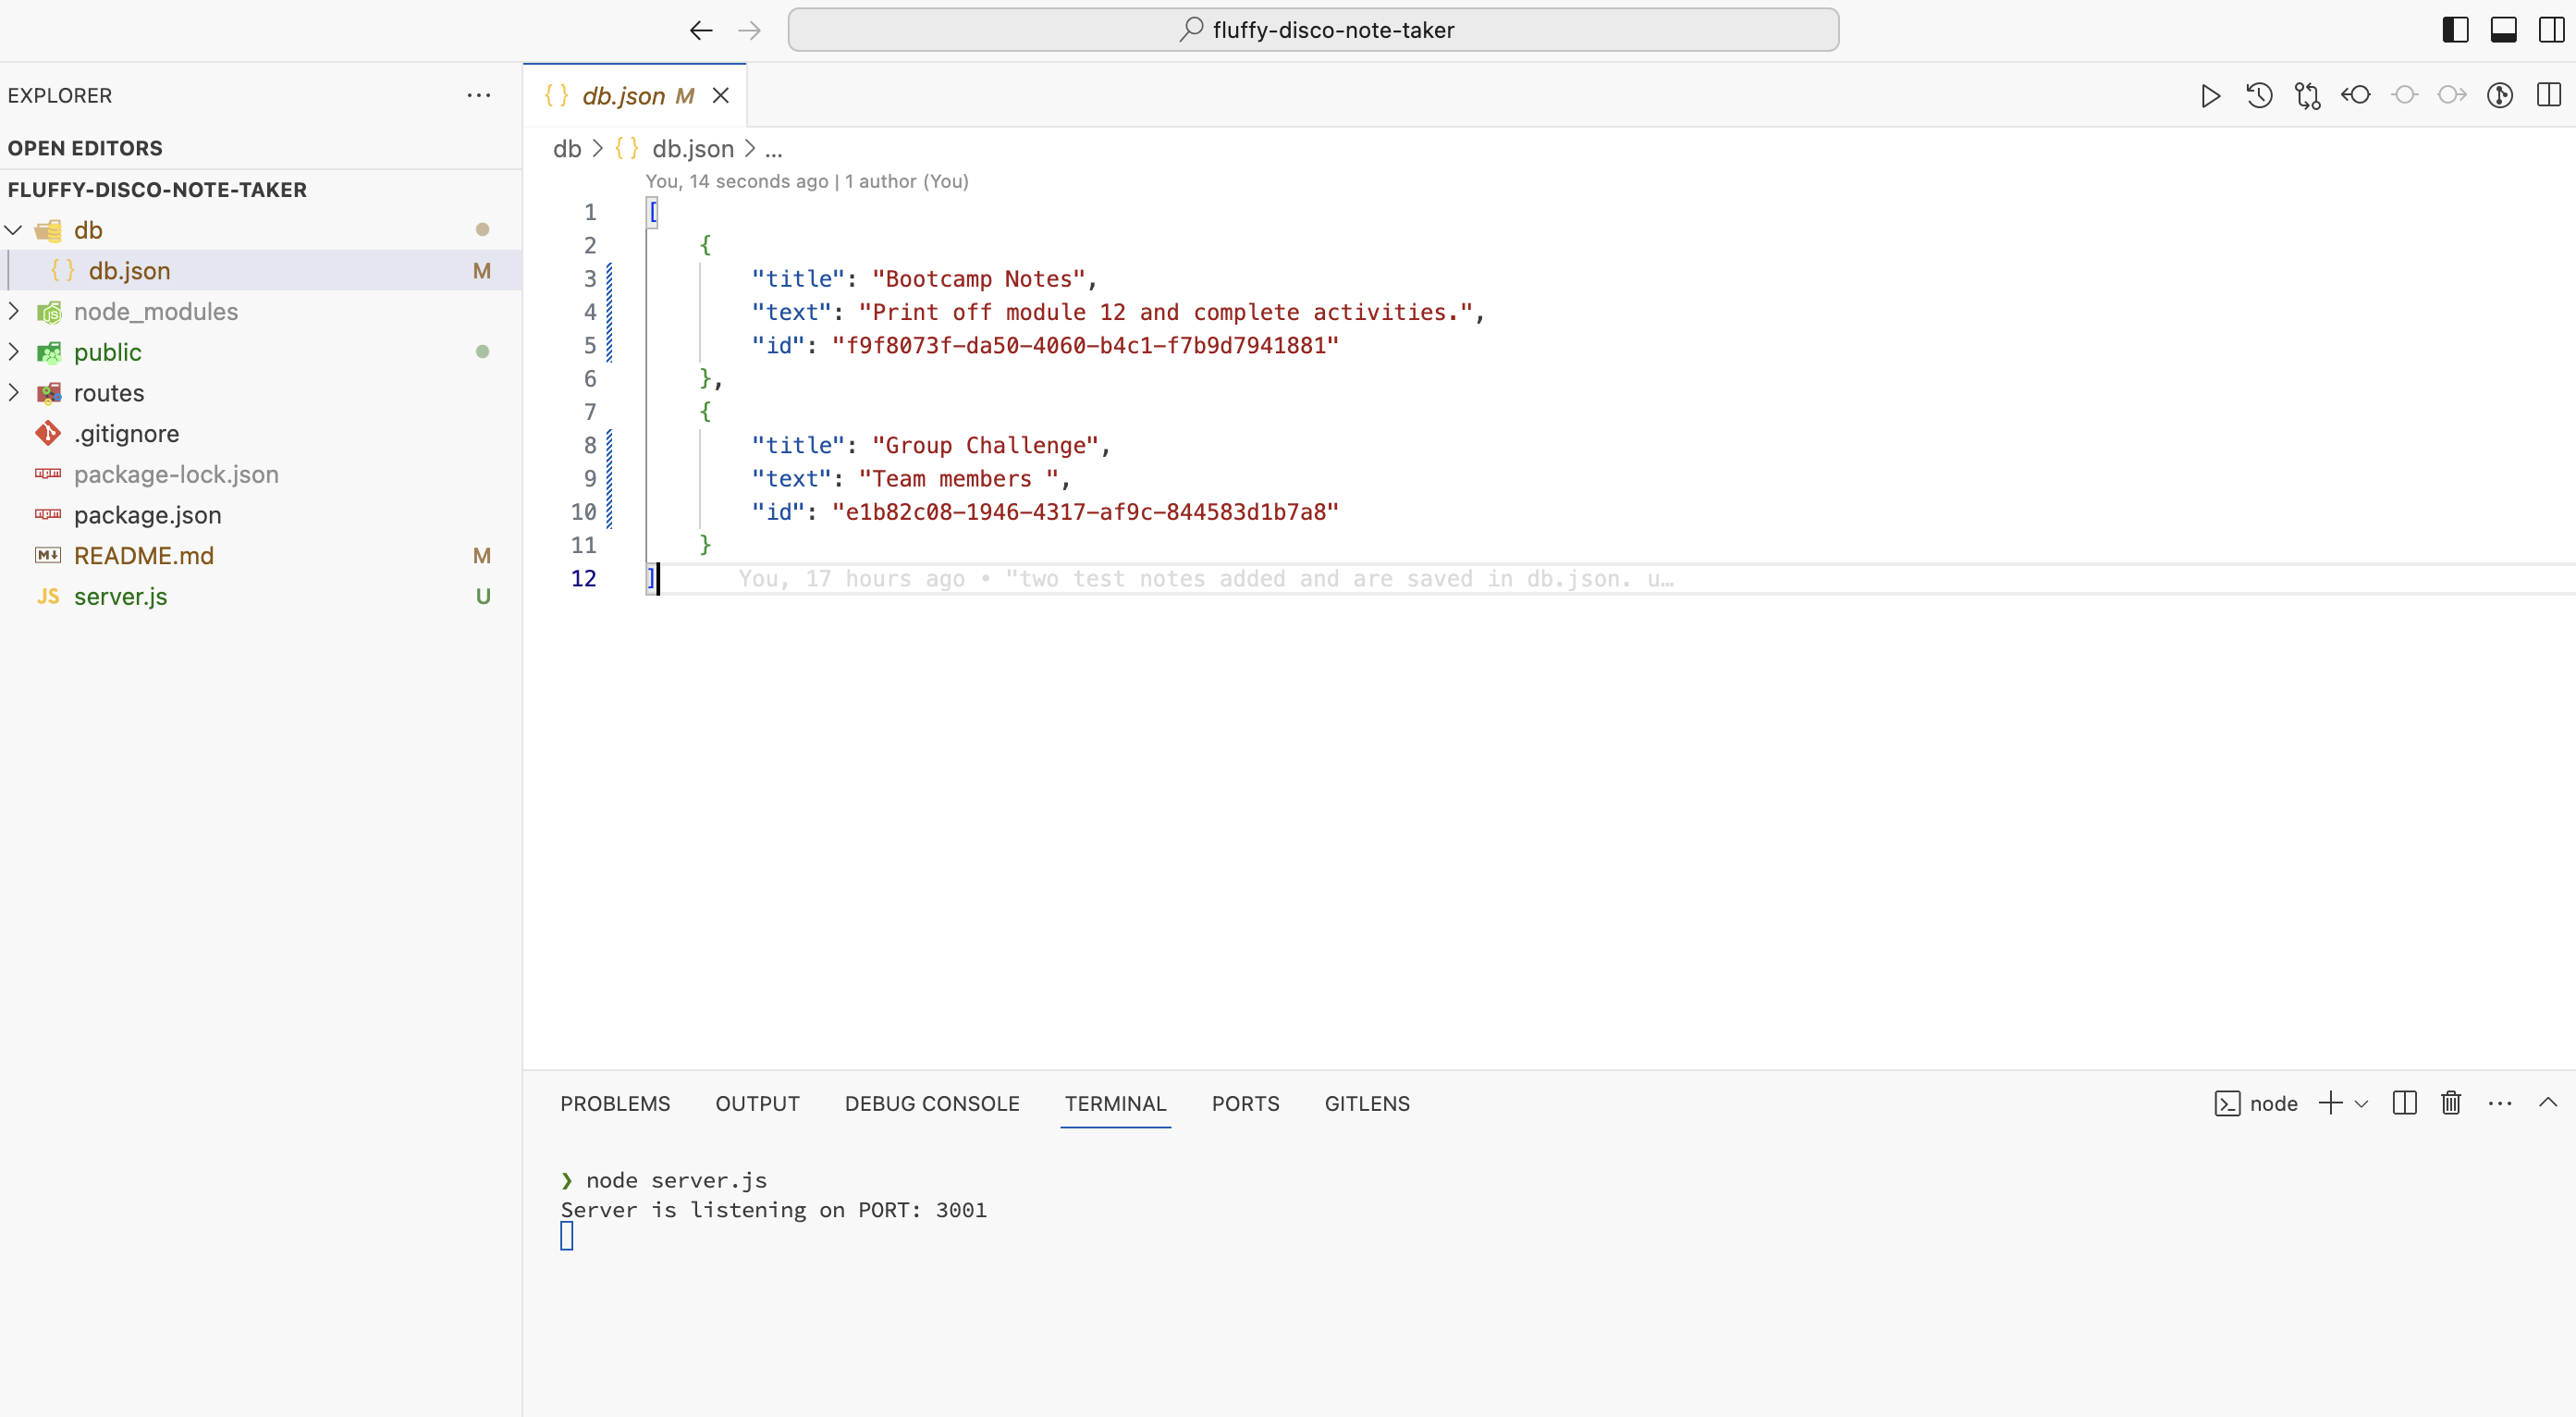 fluffy-disco-note-taker
EXPLORER
OPEN EDITORS
FLUFFY-DISCO-NOTE-TAKER
db
db.json M
node_modules
public
routes
.gitignore
package-lock.json
package.json
README.md M
JS server.js U
{ } db.json M
db > { } db.json > ...
You, 14 seconds ago | 1 author (You)
1 [
2 {
3 "title": "Bootcamp Notes",
4 "text": "Print off module 12 and complete activities.",
5 "id": "f9f8073f-da50-4060-b4c1-f7b9d7941881"
6 },
7 {
8 "title": "Group Challenge",
9 "text": "Team members ",
10 "id": "e1b82c08-1946-4317-af9c-844583d1b7a8"
11 }
12 ] You, 17 hours ago • "two test notes added and are saved in db.json. u…
PROBLEMS OUTPUT DEBUG CONSOLE TERMINAL PORTS GITLENS
node
❯ node server.js
Server is listening on PORT: 3001